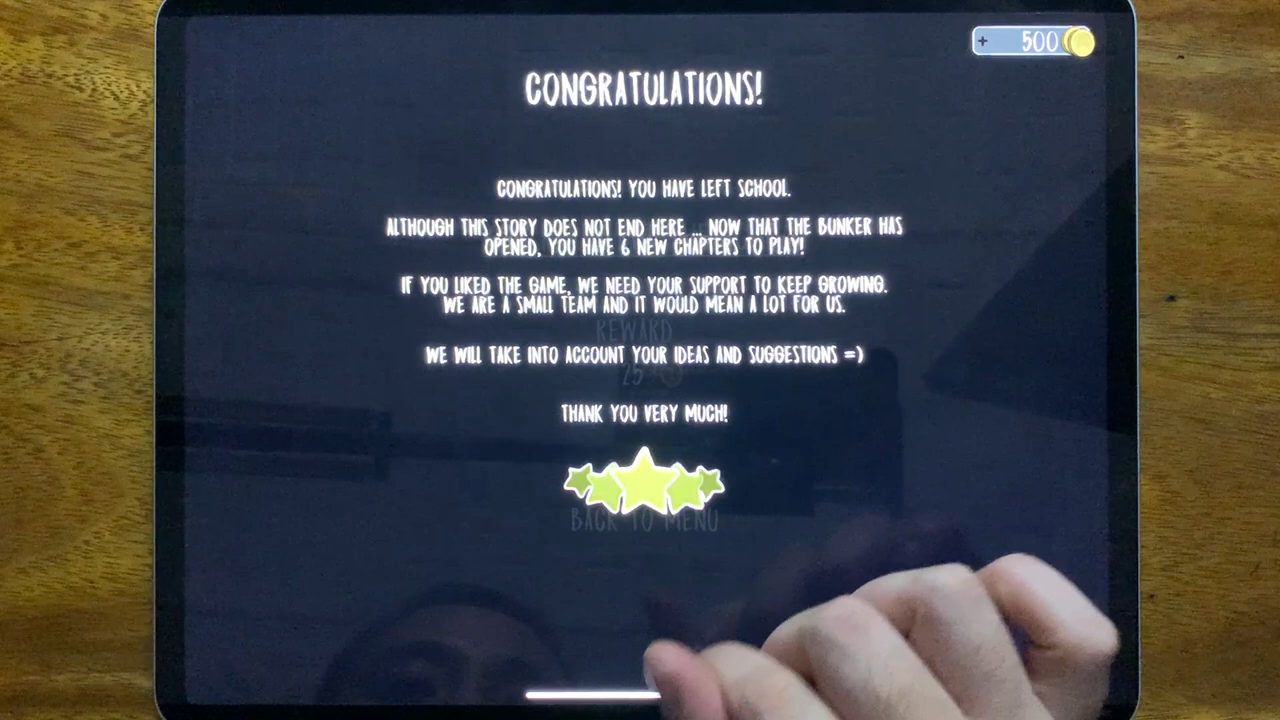 + 500
CONGRATULATIONS!
CONGRATULATIONS! YOU HAVE LEFT SCHOOL.
ALTHOUGH THIS STORY DOES NOT END HERE ... NOW THAT THE BUNKER HAS
OPENED, YOU HAVE 6 NEW CHAPTERS TO PLAY!
IF YOU LIKED THE GAME, WE NEED YOUR SUPPORT TO KEEP GROWING.
WE ARE A SMALL TEAM AND IT WOULD MEAN A LOT FOR US.
REWARD
WE WILL TAKE INTO ACCOUNT YOUR IDEAS AND SUGGESTIONS =)
25
THANK YOU VERY MUCH!
BACK TO MENU